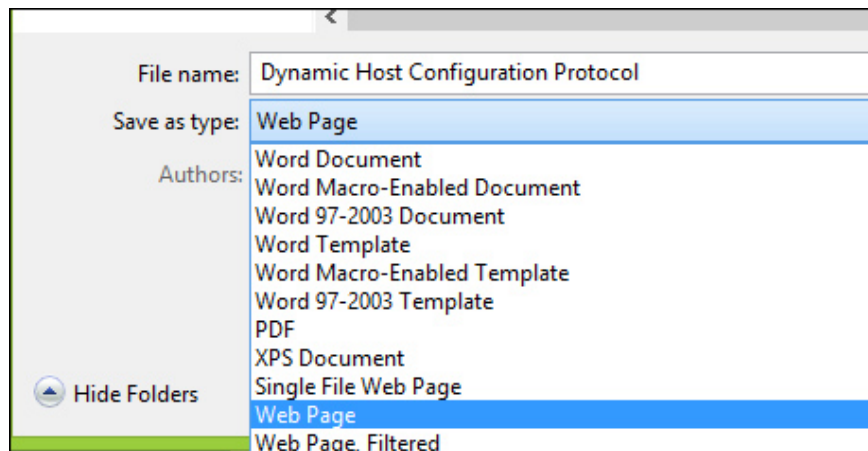 File name: Dynamic Host Configuration Protocol
Save as type: Web Page
Authors:
Word Document
Word Macro-Enabled Document
Word 97-2003 Document
Word Template
Word Macro-Enabled Template
Word 97-2003 Template
PDF
XPS Document
Single File Web Page
Hide Folders
Web Page
Web Page, Filtered